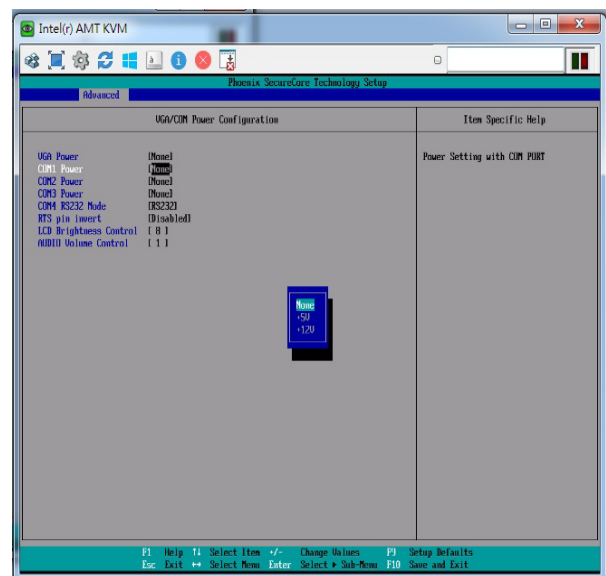 Intel(r) AMT KVM
Phoenix SecureCore Technology Setup
Advanced
VGA/COM Power Configuration
Item Specific Help
VGA Power [None]
COM1 Power [None]
COM2 Power [None]
COM3 Power [None]
COM4 RS232 Mode [RS232]
RTS pin invert [Disabled]
LCD Brightness Control [ 8 ]
AUDIO Volume Control [ 1 ]
Power Setting with COM PORT
None
+5V
+12V
F1 Help ↑↓ Select Item +/- Change Values F9 Setup Defaults
Esc Exit ↔ Select Menu Enter Select ▶ Sub-Menu F10 Save and Exit